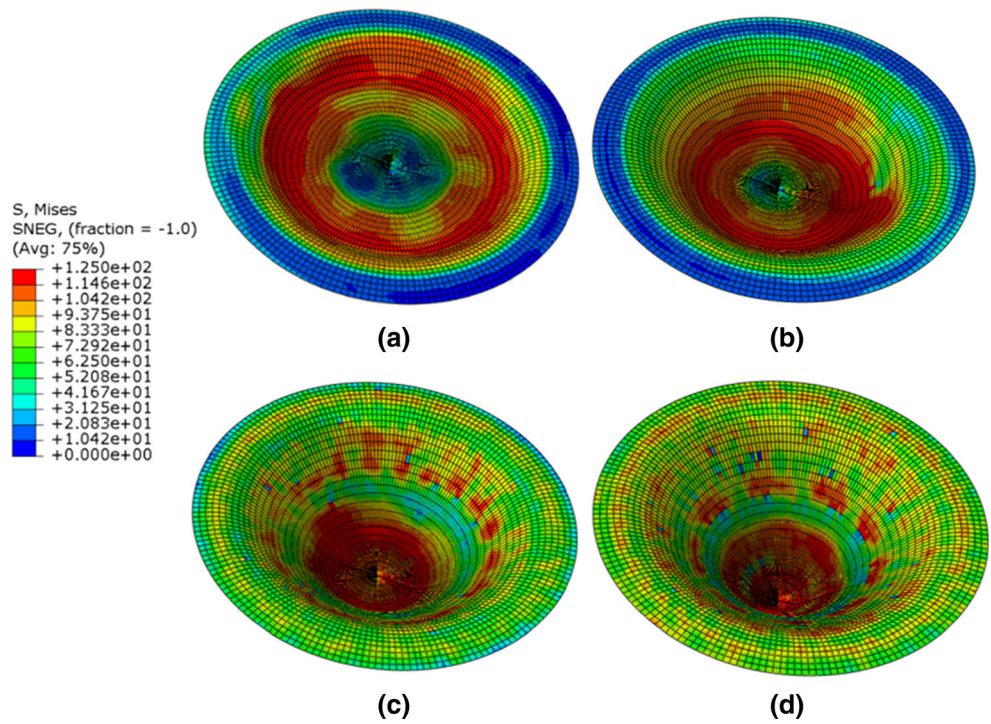 S, Mises
SNEG, (fraction = -1.0)
(Avg: 75%)
+1.250e+02
+1.146e+02
+1.042e+02
+9.375e+01
+8.333e+01
+7.292e+01
+6.250e+01
+5.208e+01
+4.167e+01
+3.125e+01
+2.083e+01
+1.042e+01
+0.000e+00
(a)
(b)
(c)
(d)